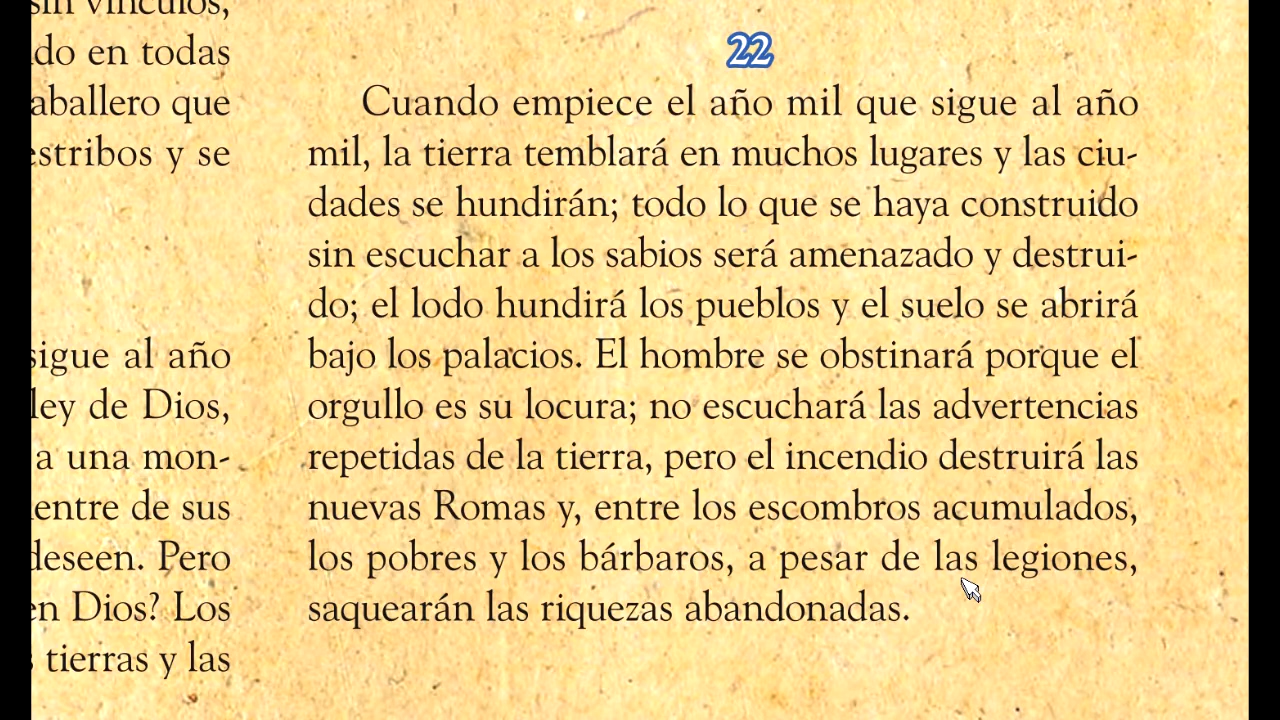 sin vínculos,
do en todas
aballero que
estribos y se
sigue al año
ley de Dios,
a una mon-
entre de sus
deseen. Pero
en Dios? Los
tierras y las
22
Cuando empiece el año mil que sigue al año
mil, la tierra temblará en muchos lugares y las ciu-
dades se hundirán; todo lo que se haya construido
sin escuchar a los sabios será amenazado y destrui-
do; el lodo hundirá los pueblos y el suelo se abrirá
bajo los palacios. El hombre se obstinará porque el
orgullo es su locura; no escuchará las advertencias
repetidas de la tierra, pero el incendio destruirá las
nuevas Romas y, entre los escombros acumulados,
los pobres y los bárbaros, a pesar de las legiones,
saquearán las riquezas abandonadas.